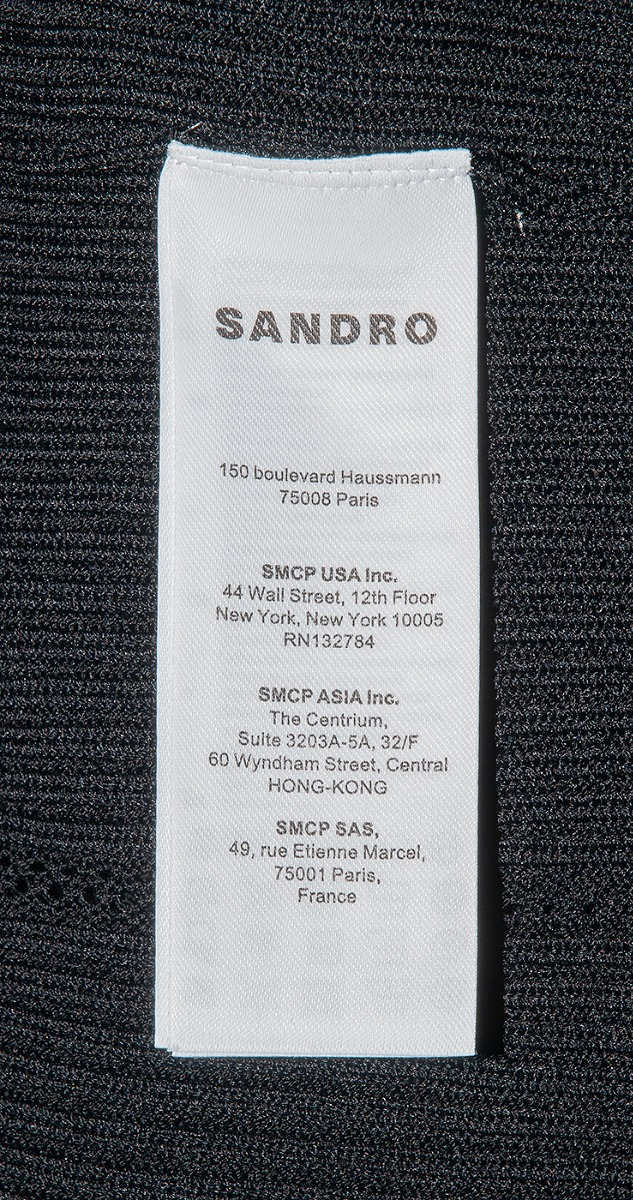 SANDRO
150 boulevard Haussmann
75008 Paris
SMCP USA Inc.
44 Wall Street, 12th Floor
New York, New York 10005
RN132784
SMCP ASIA Inc.
The Centrium,
Suite 3203A-5A, 32/F
60 Wyndham Street, Central
HONG-KONG
SMCP SAS,
49, rue Etienne Marcel,
75001 Paris,
France